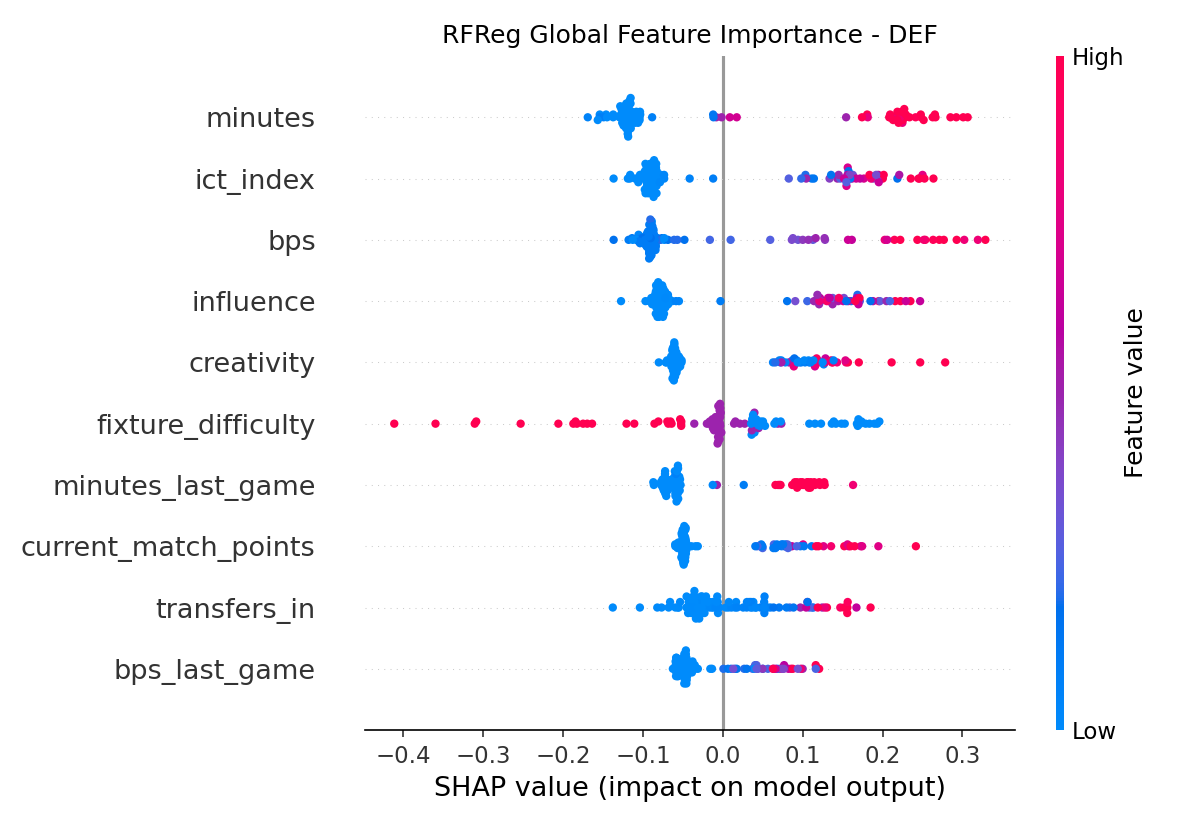 RFReg Global Feature Importance - DEF
High
minutes
ict_index
bps
influence
creativity
fixture_difficulty
minutes_last_game
current_match_points
transfers_in
bps_last_game
Feature value
Low
−0.4 −0.3 −0.2 −0.1 0.0 0.1 0.2 0.3
SHAP value (impact on model output)